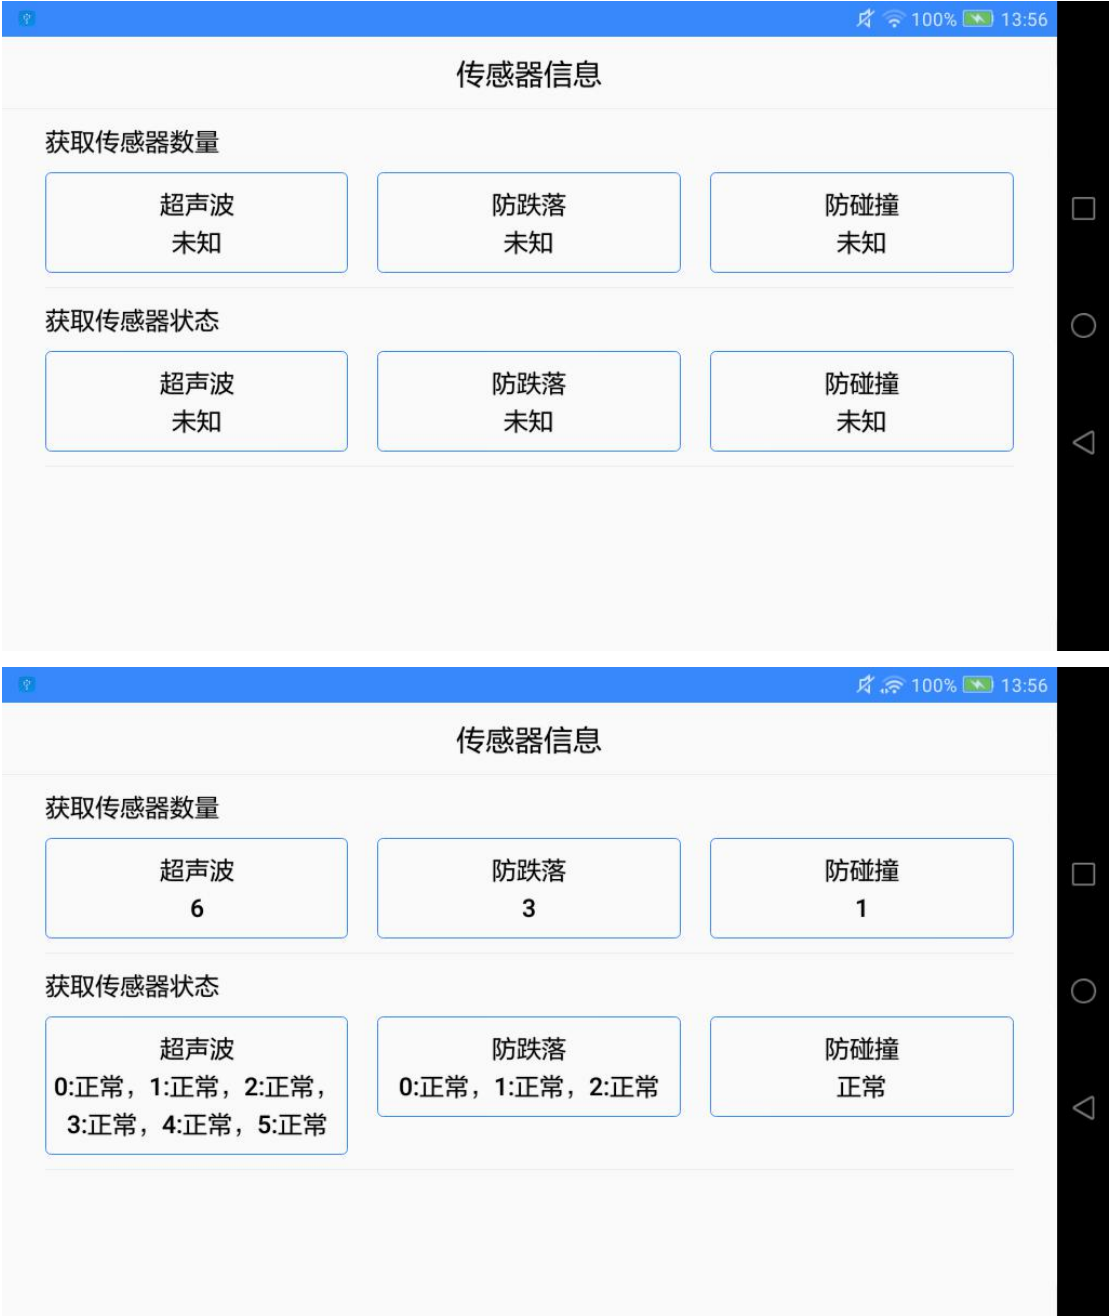 100% 13:56
传感器信息
获取传感器数量
超声波 防跌落 防碰撞
未知 未知 未知
获取传感器状态
超声波 防跌落 防碰撞
未知 未知 未知
100% 13:56
传感器信息
获取传感器数量
超声波 防跌落 防碰撞
6 3 1
获取传感器状态
超声波 防跌落 防碰撞
0:正常，1:正常，2:正常， 0:正常，1:正常，2:正常 正常
3:正常，4:正常，5:正常